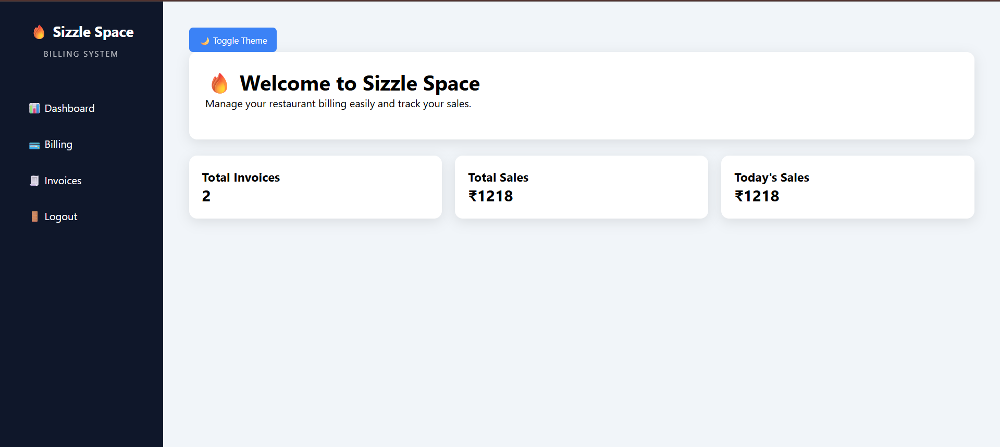 Sizzle Space
BILLING SYSTEM
Dashboard
Billing
Invoices
Logout
Toggle Theme
Welcome to Sizzle Space
Manage your restaurant billing easily and track your sales.
Total Invoices
2
Total Sales
₹1218
Today's Sales
₹1218